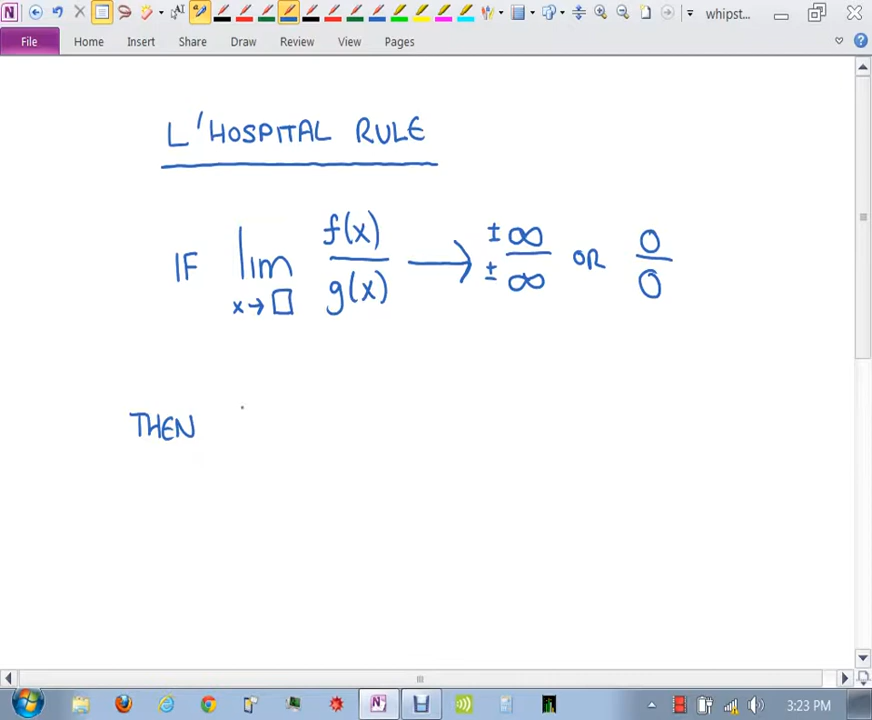 whipst...
File Home Insert Share Draw Review View Pages
L'HOSPITAL RULE
IF lim x→□ f(x)/g(x) ⟶ ±∞/±∞ OR 0/0
THEN
3:23 PM